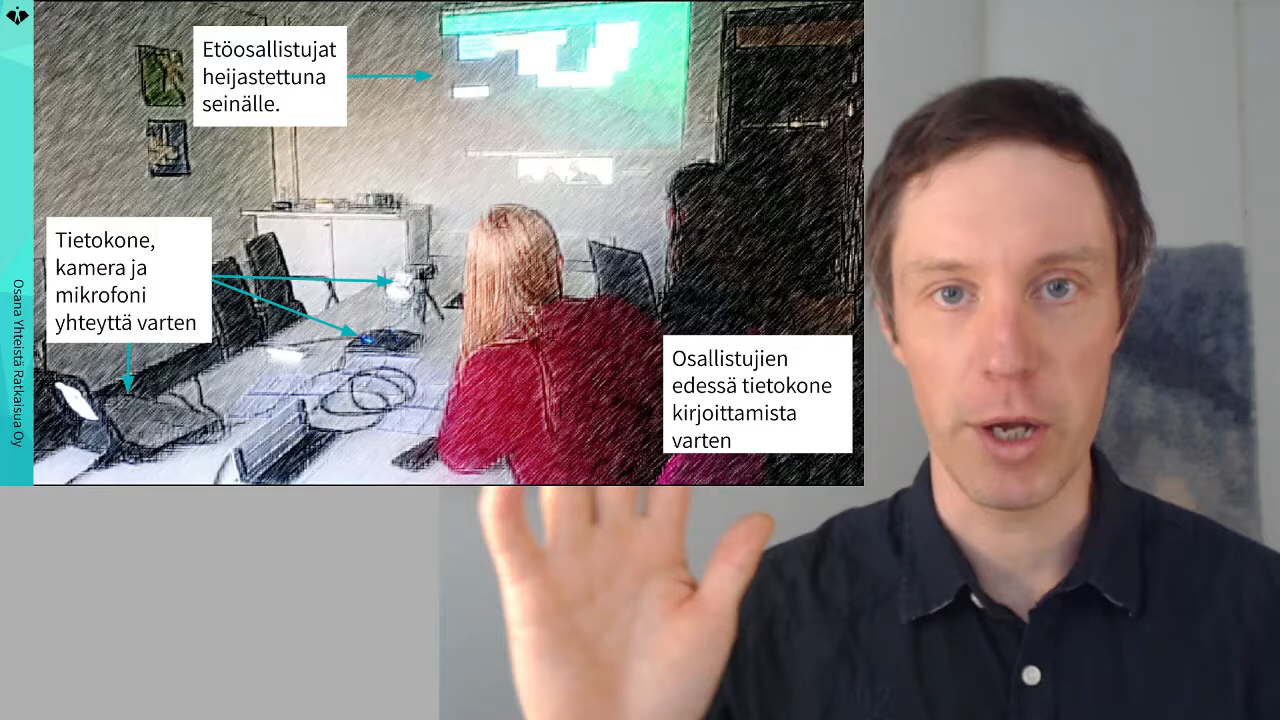 Etöosallistujat
heijastettuna
seinälle.
Tietokone,
kamera ja
mikrofoni
yhteyttä varten
Osallistujien
edessä tietokone
kirjoittamista
varten
Osana Yhteistä Ratkaisua Oy